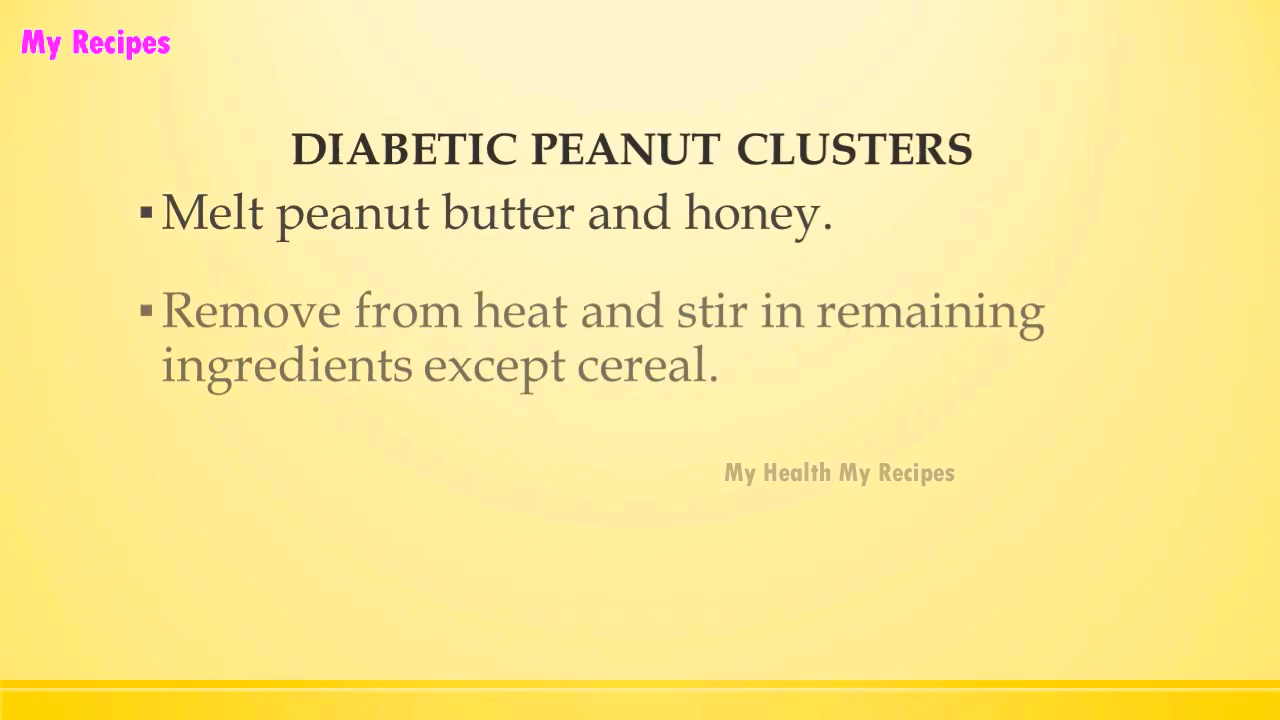 My Recipes
DIABETIC PEANUT CLUSTERS
▪Melt peanut butter and honey.
▪Remove from heat and stir in remaining
ingredients except cereal.
My Health My Recipes